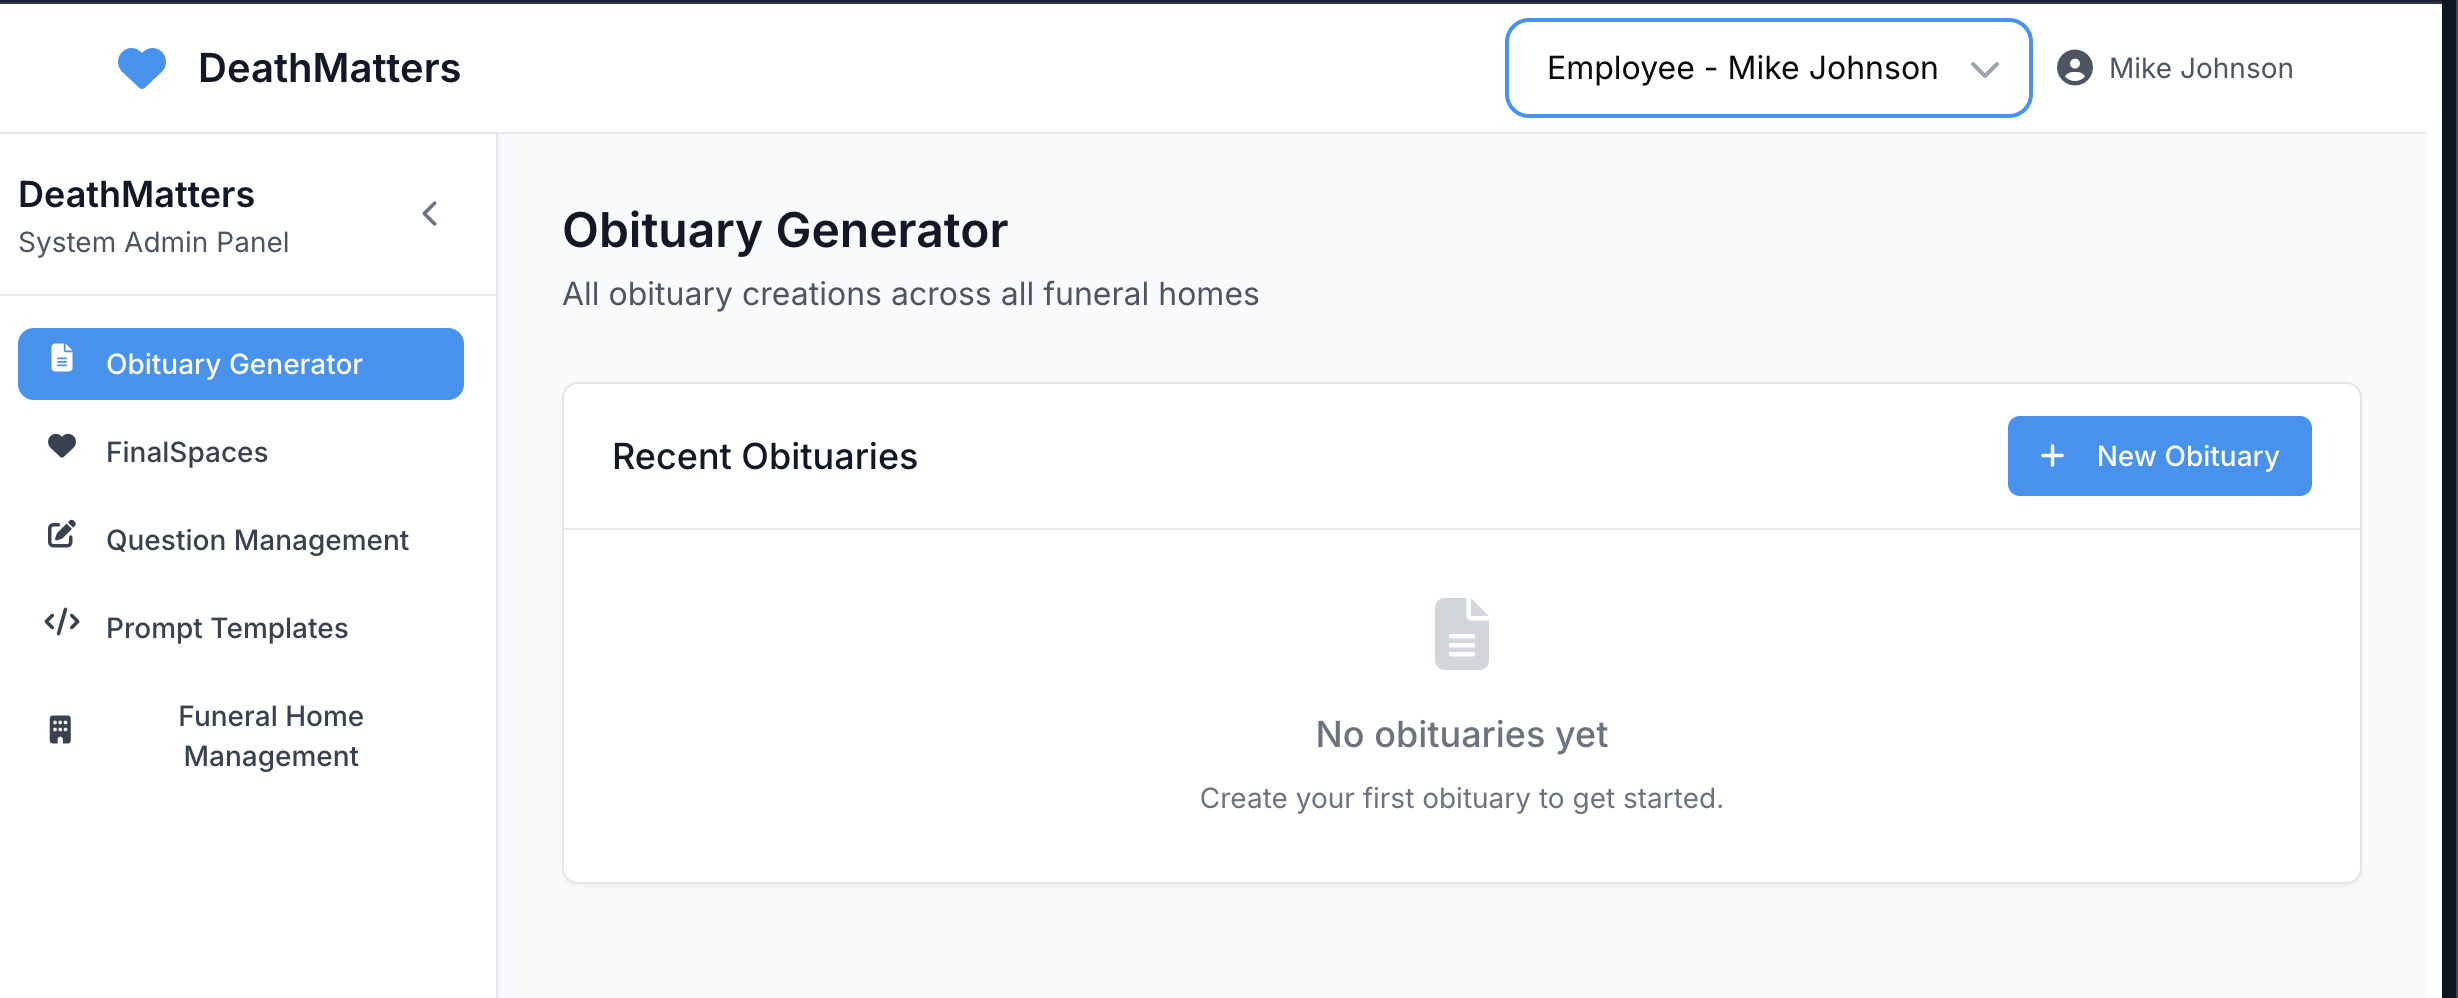 DeathMatters
Employee - Mike Johnson
Mike Johnson
DeathMatters
System Admin Panel
Obituary Generator
FinalSpaces
Question Management
Prompt Templates
Funeral Home
Management
Obituary Generator
All obituary creations across all funeral homes
Recent Obituaries
New Obituary
No obituaries yet
Create your first obituary to get started.